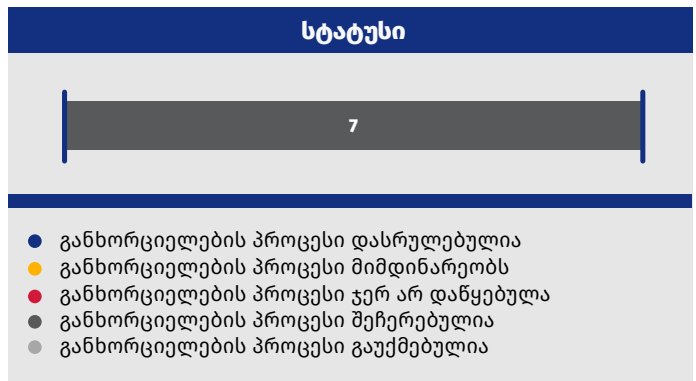 სტატუსი
7
განხორციელების პროცესი დასრულებულია
განხორციელების პროცესი მიმდინარეობს
განხორციელების პროცესი ჯერ არ დაწყებულა
განხორციელების პროცესი შეჩერებულია
განხორციელების პროცესი გაუქმებულია